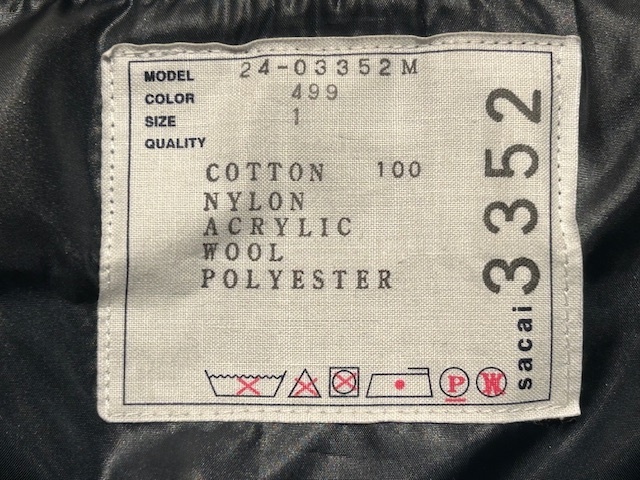 MODEL 24-03352M
COLOR 499
SIZE 1
QUALITY
COTTON 100
NYLON
ACRYLIC
WOOL
POLYESTER
P W
sacai 3352